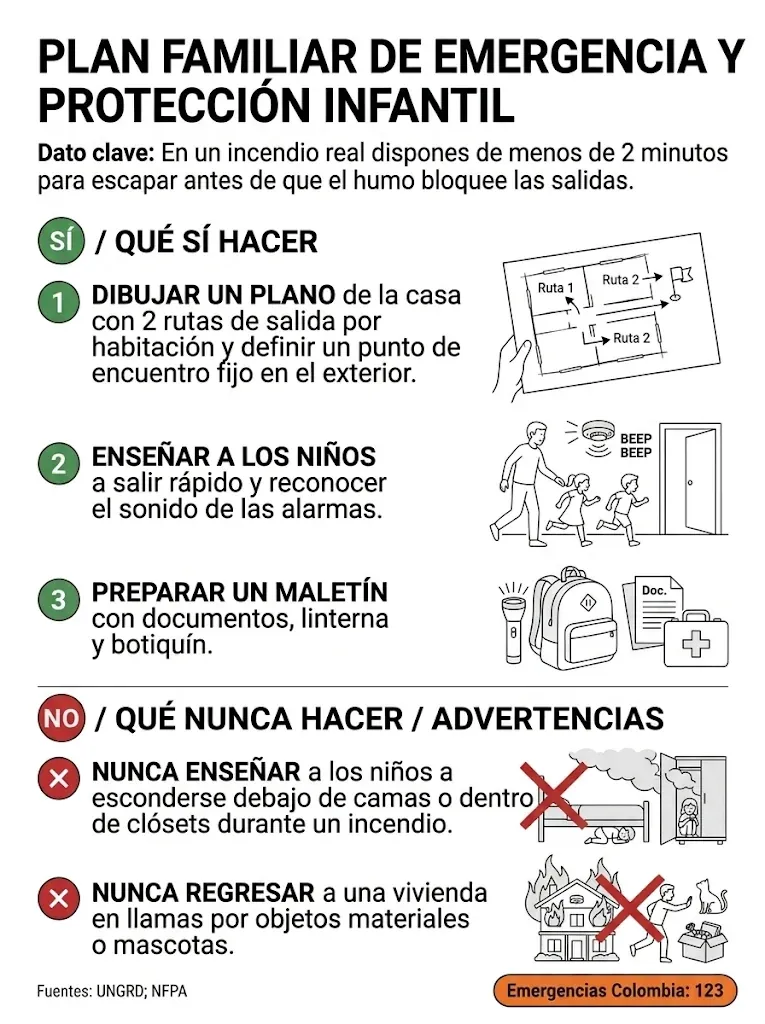 PLAN FAMILIAR DE EMERGENCIA Y
PROTECCIÓN INFANTIL
Dato clave: En un incendio real dispones de menos de 2 minutos
para escapar antes de que el humo bloquee las salidas.
SÍ / QUÉ SÍ HACER
1 DIBUJAR UN PLANO de la casa
con 2 rutas de salida por
habitación y definir un punto de
encuentro fijo en el exterior.
Ruta 1
Ruta 2
Ruta 2
2 ENSEÑAR A LOS NIÑOS
a salir rápido y reconocer
el sonido de las alarmas.
BEEP
BEEP
3 PREPARAR UN MALETÍN
con documentos, linterna
y botiquín.
Doc.
NO / QUÉ NUNCA HACER / ADVERTENCIAS
NUNCA ENSEÑAR a los niños a
esconderse debajo de camas o dentro
de clósets durante un incendio.
NUNCA REGRESAR a una vivienda
en llamas por objetos materiales
o mascotas.
Fuentes: UNGRD; NFPA
Emergencias Colombia: 123